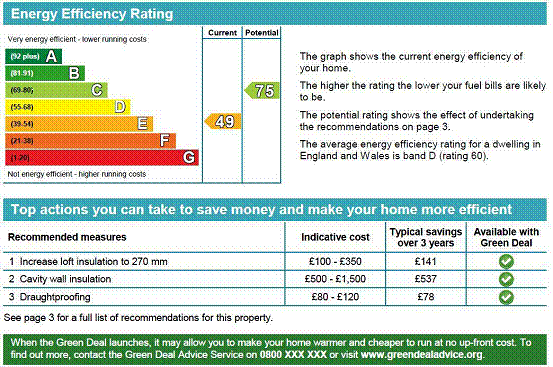 Energy Efficiency Rating
Current Potential
Very energy efficient - lower running costs
(92 plus) A
(81-91) B
(69-80) C
(55-68) D
(39-54) E
(21-38) F
(1-20) G
49
75
Not energy efficient - higher running costs
The graph shows the current energy efficiency of
your home.
The higher the rating the lower your fuel bills are likely
to be.
The potential rating shows the effect of undertaking
the recommendations on page 3.
The average energy efficiency rating for a dwelling in
England and Wales is band D (rating 60).
Top actions you can take to save money and make your home more efficient
Recommended measures Indicative cost Typical savings over 3 years Available with Green Deal
1 Increase loft insulation to 270 mm £100 - £350 £141
2 Cavity wall insulation £500 - £1,500 £537
3 Draughtproofing £80 - £120 £78
See page 3 for a full list of recommendations for this property.
When the Green Deal launches, it may allow you to make your home warmer and cheaper to run at no up-front cost. To
find out more, contact the Green Deal Advice Service on 0800 XXX XXX or visit www.greendealadvice.org.